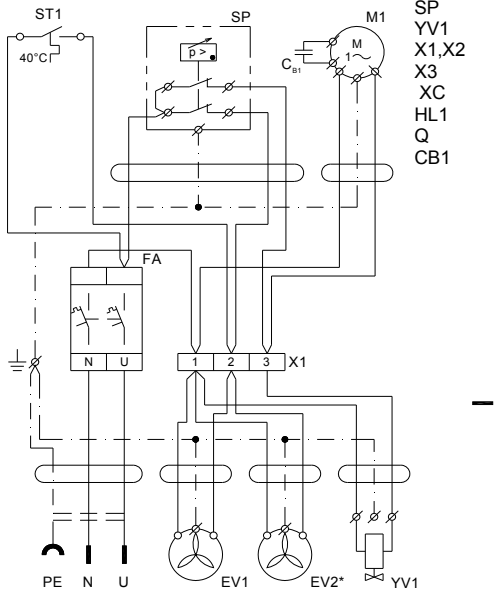 ST1
SP
M1
SP
YV1
X1,X2
X3
XC
HL1
Q
CB1
p >
M
1~
CB1
40°C
FA
N U
1 2 3 X1
PE N U EV1 EV2* YV1